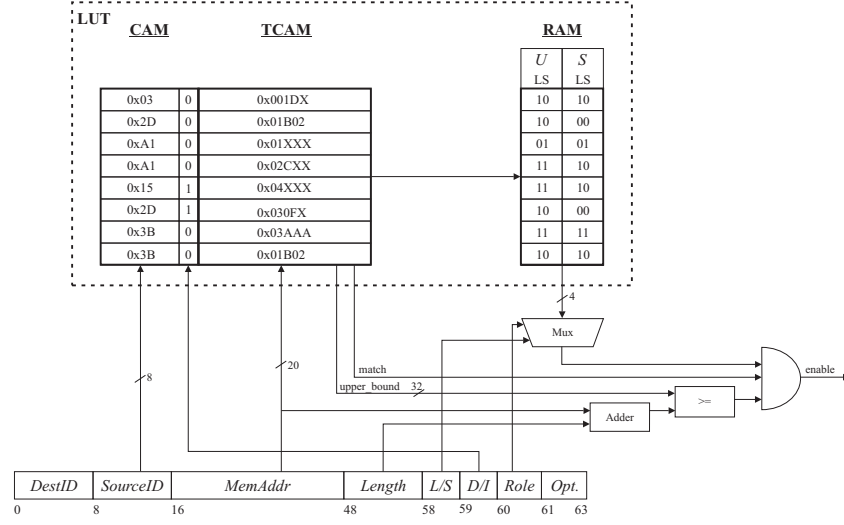 LUT CAM TCAM RAM
U S
LS LS
0x03 0 0x001DX 10 10
0x2D 0 0x01B02 10 00
0xA1 0 0x01XXX 01 01
0xA1 0 0x02CXX 11 10
0x15 1 0x04XXX 11 10
0x2D 1 0x030FX 10 00
0x3B 0 0x03AAA 11 11
0x3B 0 0x01B02 10 10
4
Mux
8 20 match enable
upper_bound 32
>=
Adder
DestID SourceID MemAddr Length L/S D/I Role Opt.
0 8 16 48 58 59 60 61 63